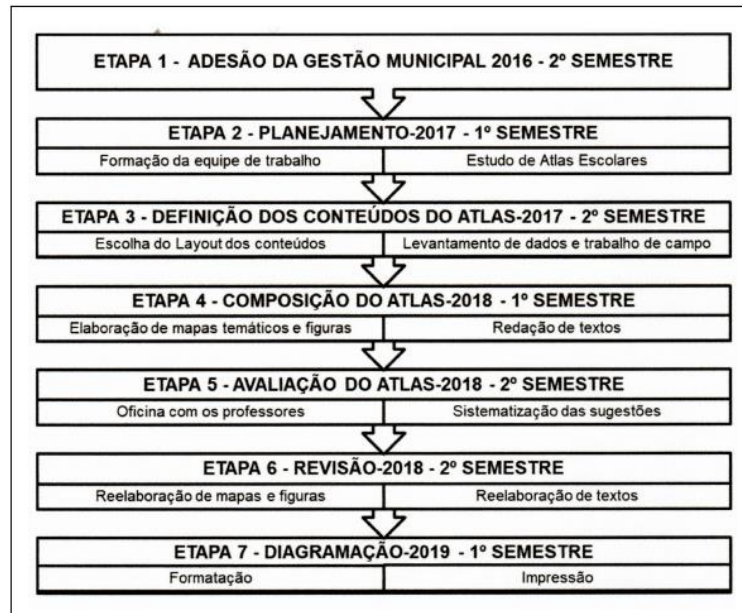 ETAPA 1 - ADESÃO DA GESTÃO MUNICIPAL 2016 - 2º SEMESTRE
ETAPA 2 - PLANEJAMENTO-2017 - 1º SEMESTRE
Formação da equipe de trabalho
Estudo de Atlas Escolares
ETAPA 3 - DEFINIÇÃO DOS CONTEÚDOS DO ATLAS-2017 - 2º SEMESTRE
Escolha do Layout dos conteúdos
Levantamento de dados e trabalho de campo
ETAPA 4 - COMPOSIÇÃO DO ATLAS-2018 - 1º SEMESTRE
Elaboração de mapas temáticos e figuras
Redação de textos
ETAPA 5 - AVALIAÇÃO DO ATLAS-2018 - 2º SEMESTRE
Oficina com os professores
Sistematização das sugestões
ETAPA 6 - REVISÃO-2018 - 2º SEMESTRE
Reelaboração de mapas e figuras
Reelaboração de textos
ETAPA 7 - DIAGRAMAÇÃO-2019 - 1º SEMESTRE
Formatação
Impressão